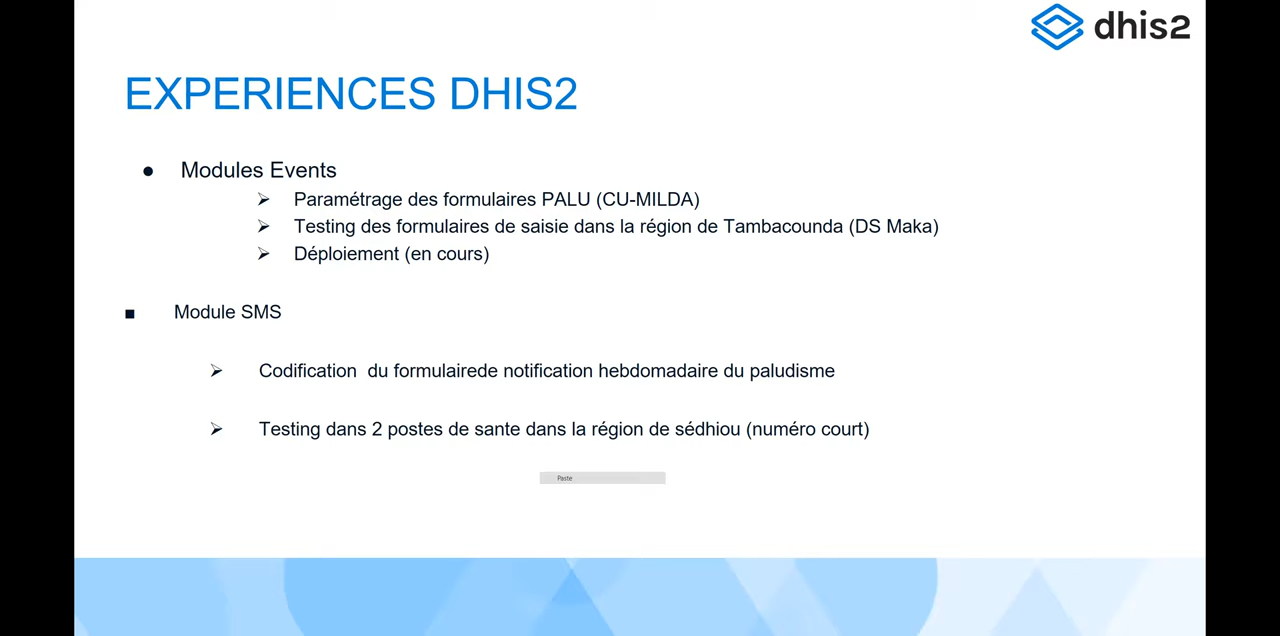 dhis2
EXPERIENCES DHIS2
● Modules Events
➢ Paramétrage des formulaires PALU (CU-MILDA)
➢ Testing des formulaires de saisie dans la région de Tambacounda (DS Maka)
➢ Déploiement (en cours)
■ Module SMS
➢ Codification du formulairede notification hebdomadaire du paludisme
➢ Testing dans 2 postes de sante dans la région de sédhiou (numéro court)
Paste